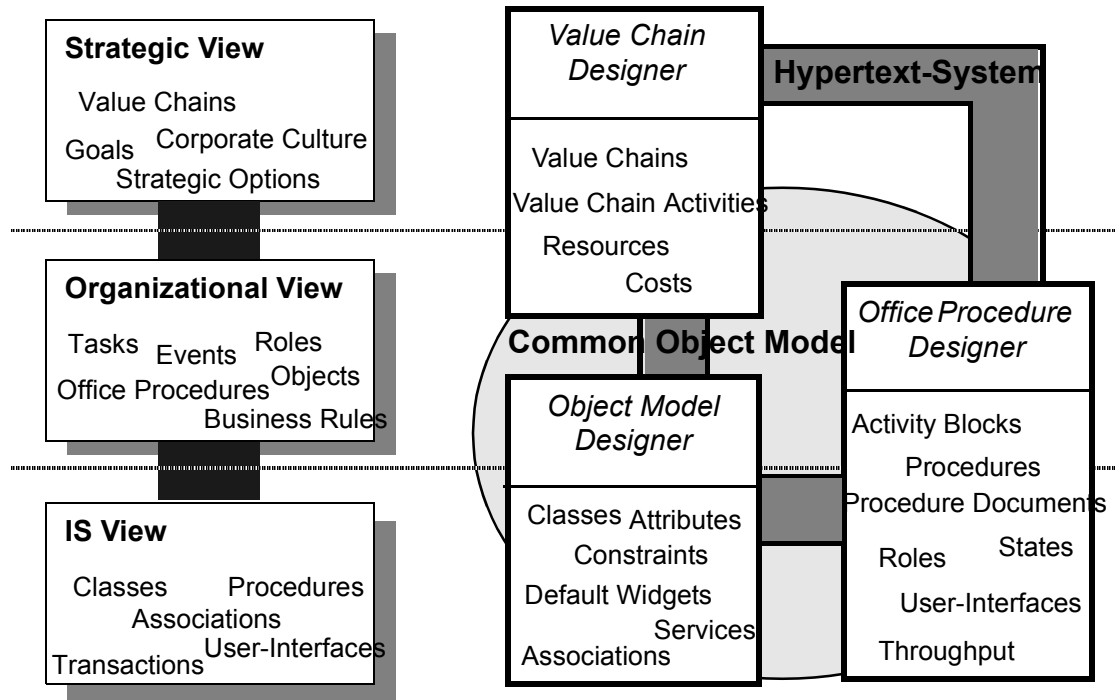 Strategic View
Value Chains
Goals Corporate Culture
Strategic Options
Organizational View
Tasks Events Roles
Office Procedures Objects
Business Rules
IS View
Classes Procedures
Associations
Transactions User-Interfaces
Value Chain
Designer
Value Chains
Value Chain Activities
Resources
Costs
Hypertext-System
Common Object Model
Object Model
Designer
Classes Attributes
Constraints
Default Widgets
Services
Associations
Office Procedure
Designer
Activity Blocks
Procedures
Procedure Documents
Roles States
User-Interfaces
Throughput